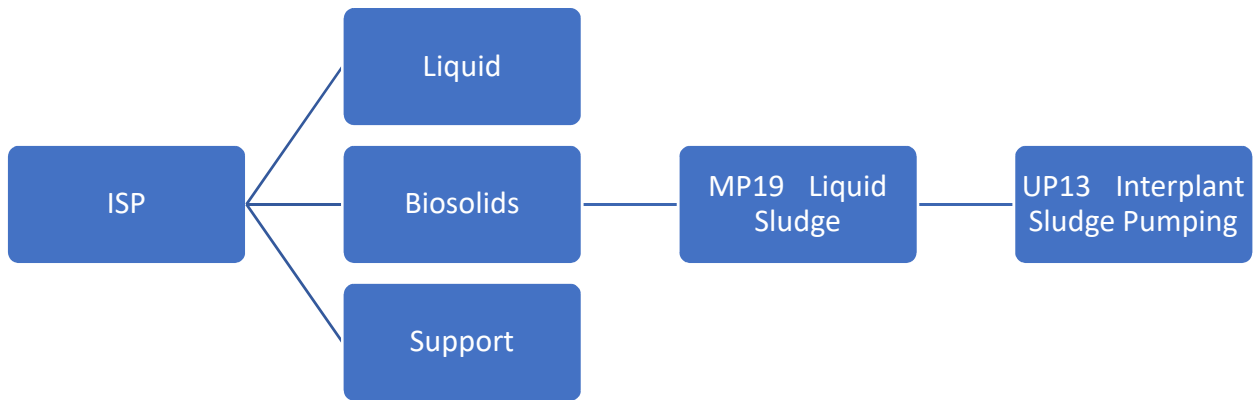 Liquid
ISP
Biosolids
MP19 Liquid
Sludge
UP13 Interplant
Sludge Pumping
Support